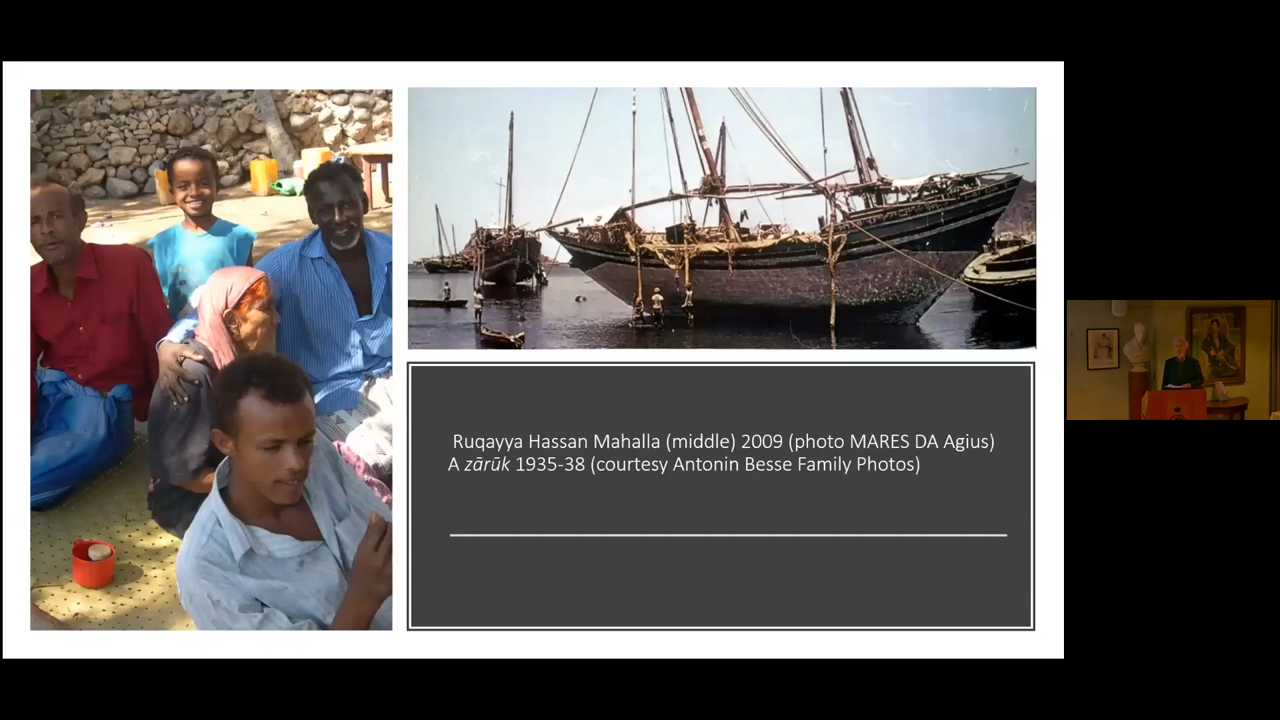 Ruqayya Hassan Mahalla (middle) 2009 (photo MARES DA Agius)
A zārūk 1935-38 (courtesy Antonin Besse Family Photos)